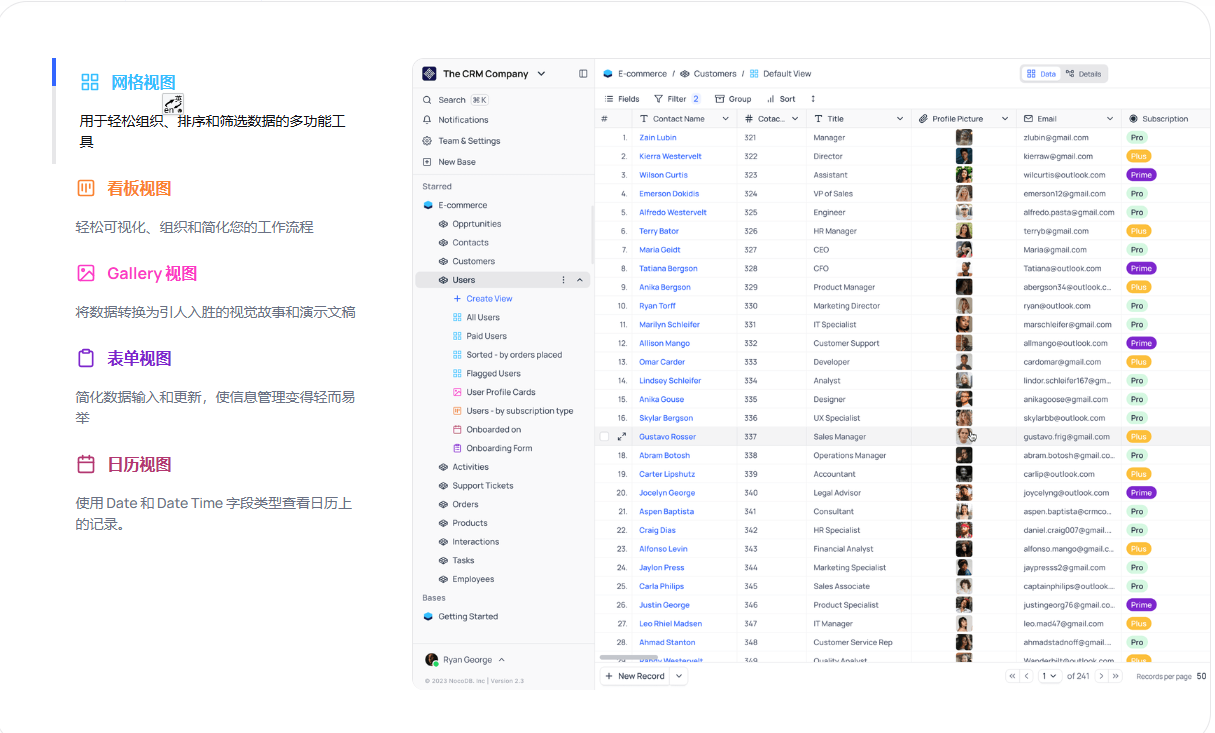 网格视图
用于轻松组织、排序和筛选数据的多功能工
具
看板视图
轻松可视化、组织和简化您的工作流程
Gallery 视图
将数据转换为引人入胜的视觉故事和演示文稿
表单视图
简化数据输入和更新，使信息管理变得轻而易
举
日历视图
使用 Date 和 Date Time 字段类型查看日历上
的记录。
The CRM Company
Search ⌘K
Notifications
Team & Settings
New Base
Starred
E-commerce
Opprtunities
Contacts
Customers
Users
Create View
All Users
Paid Users
Sorted - by orders placed
Flagged Users
User Profile Cards
Users - by subscription type
Onboarded on
Onboarding Form
Activities
Support Tickets
Orders
Products
Interactions
Tasks
Employees
Bases
Getting Started
Ryan George
© 2023 NocoDB, Inc | Version 2.3
E-commerce / Customers / Default View Data Details
Fields Filter 2 Group Sort
# Contact Name Cotac... Title Profile Picture Email Subscription
1. Zain Lubin 321 Manager zlubin@gmail.com Pro
2. Kierra Westervelt 322 Director kierraw@gmail.com Plus
3. Wilson Curtis 323 Assistant wilcurtis@outlook.com Prime
4. Emerson Dokidis 324 VP of Sales emerson12@gmail.com Pro
5. Alfredo Westervelt 325 Engineer alfredo.pasta@gmail.com Pro
6. Terry Bator 326 HR Manager terryb@gmail.com Plus
7. Maria Geidt 327 CEO Maria@gmail.com Pro
8. Tatiana Bergson 328 CFO Tatiana@outlook.com Prime
9. Anika Bergson 329 Product Manager abergson34@outlook.c... Plus
10. Ryan Torff 330 Marketing Director ryan@outlook.com Pro
11. Marilyn Schleifer 331 IT Specialist marschleifer@gmail.com Pro
12. Allison Mango 332 Customer Support allmango@outlook.com Prime
13. Omar Carder 333 Developer cardomar@gmail.com Plus
14. Lindsey Schleifer 334 Analyst lindor.schleifer167@gm... Pro
15. Anika Gouse 335 Designer anikagoose@gmail.com Pro
16. Skylar Bergson 336 UX Specialist skylarbb@outlook.com Pro
Gustavo Rosser 337 Sales Manager gustavo.frig@gmail.com Plus
18. Abram Botosh 338 Operations Manager abram.botosh@gmail.co... Pro
19. Carter Lipshutz 339 Accountant carlip@outlook.com Plus
20. Jocelyn George 340 Legal Advisor joycelyng@outlook.com Prime
21. Aspen Baptista 341 Consultant aspen.baptista@crmco... Pro
22. Craig Dias 342 HR Specialist daniel.craig007@gmail... Pro
23. Alfonso Levin 343 Financial Analyst alfonso.mango@gmail.c... Plus
24. Jaylon Press 344 Marketing Specialist jaypresss2@gmail.com Pro
25. Carla Philips 345 Sales Associate captainphilips@outlook... Pro
26. Justin George 346 Product Specialist justingeorg76@gmail.co... Prime
27. Leo Rhiel Madsen 347 IT Manager leo.mad47@gmail.com Plus
28. Ahmad Stanton 348 Customer Service Rep ahmadstadnoff@gmail.... Pro
29. Randy Westervelt 349 Quality Analyst Wanderbilt@outlook.com Plus
New Record 1 of 241 Records per page 50